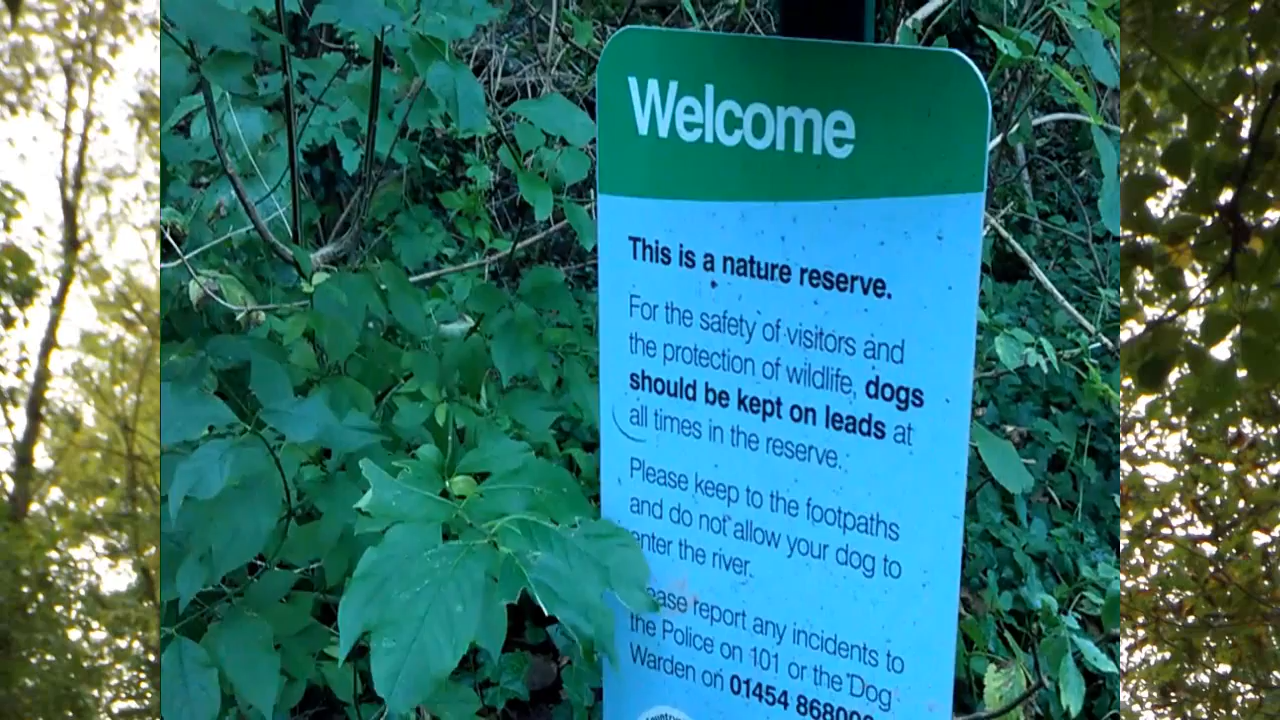 Welcome
This is a nature reserve.
For the safety of visitors and
the protection of wildlife, dogs
should be kept on leads at
all times in the reserve.
Please keep to the footpaths
and do not allow your dog to
enter the river.
Please report any incidents to
the Police on 101 or the Dog
Warden on 01454